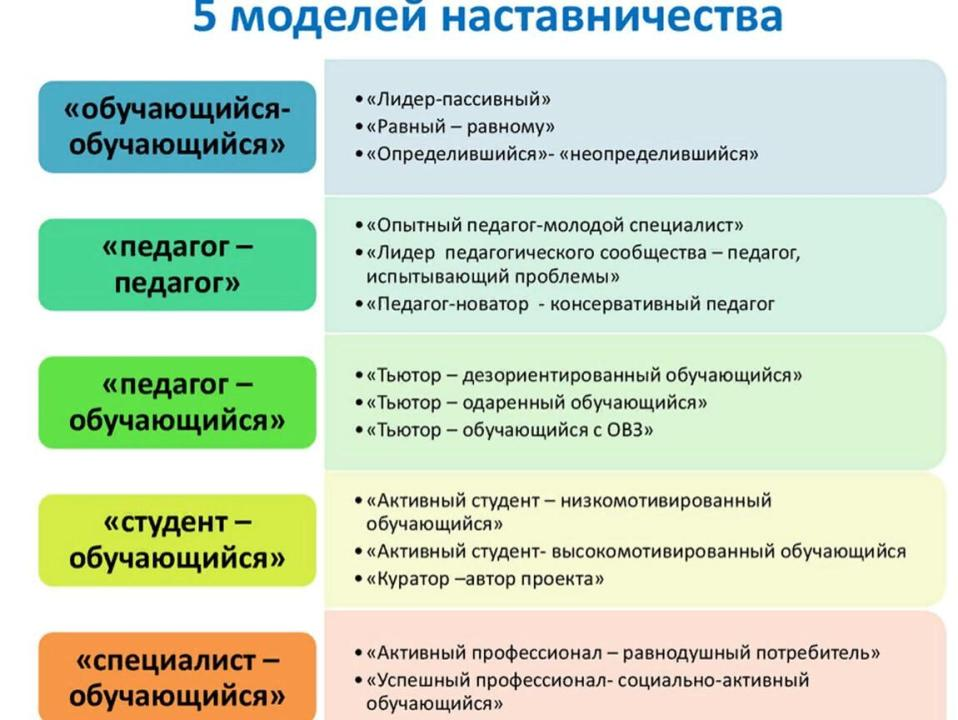 5 моделей наставничества
«обучающийся-
обучающийся»
•«Лидер-пассивный»
•«Равный – равному»
•«Определившийся»- «неопределившийся»
«педагог –
педагог»
•«Опытный педагог-молодой специалист»
•«Лидер  педагогического сообщества – педагог,
испытывающий проблемы»
•«Педагог-новатор  - консервативный педагог
«педагог –
обучающийся»
•«Тьютор – дезориентированный обучающийся»
•«Тьютор – одаренный обучающийся»
•«Тьютор – обучающийся с ОВЗ»
«студент –
обучающийся»
•«Активный студент – низкомотивированный
обучающийся»
•«Активный студент- высокомотивированный обучающийся
•«Куратор –автор проекта»
«специалист –
обучающийся»
•«Активный профессионал – равнодушный потребитель»
•«Успешный профессионал- социально-активный
обучающийся»